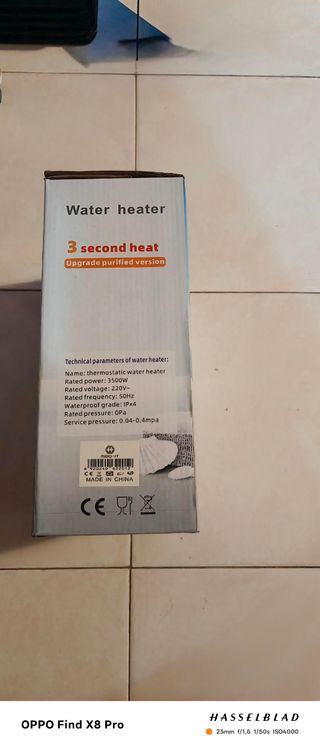 Water heater
3 second heat
Upgrade purified version
Technical parameters of water heater:
Name: thermostatic water heater
Rated power: 3500W
Rated voltage: 220V~
Rated frequency: 50Hz
Waterproof grade: IPx4
Rated pressure: 0Pa
Service pressure: 0.04-0.4mpa
MADE IN CHINA
CE
OPPO Find X8 Pro
HASSELBLAD
23mm f/1.6 1/50s ISO4000